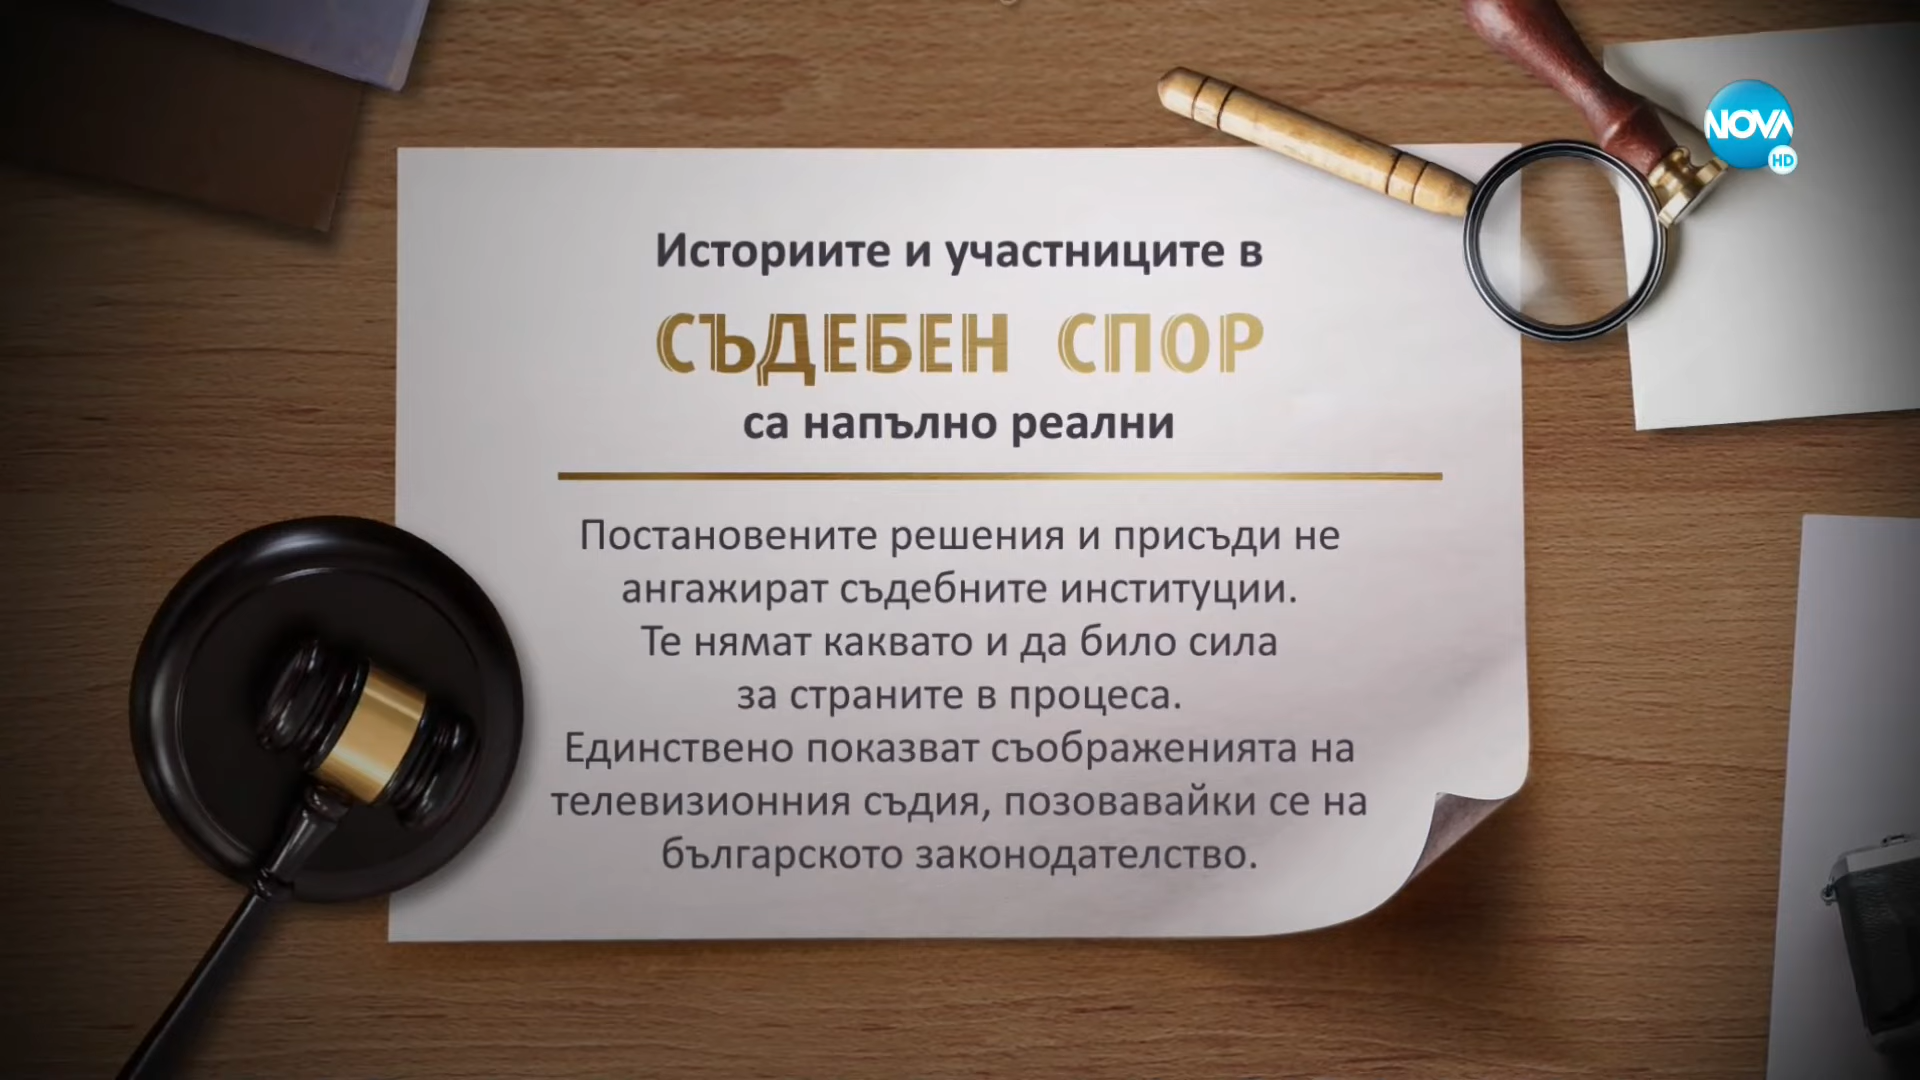 NOVA
HD
Историите и участниците в
СЪДЕБЕН СПОР
са напълно реални
Постановените решения и присъди не
ангажират съдебните институции.
Те нямат каквато и да било сила
за страните в процеса.
Единствено показват съображенията на
телевизионния съдия, позовавайки се на
българското законодателство.